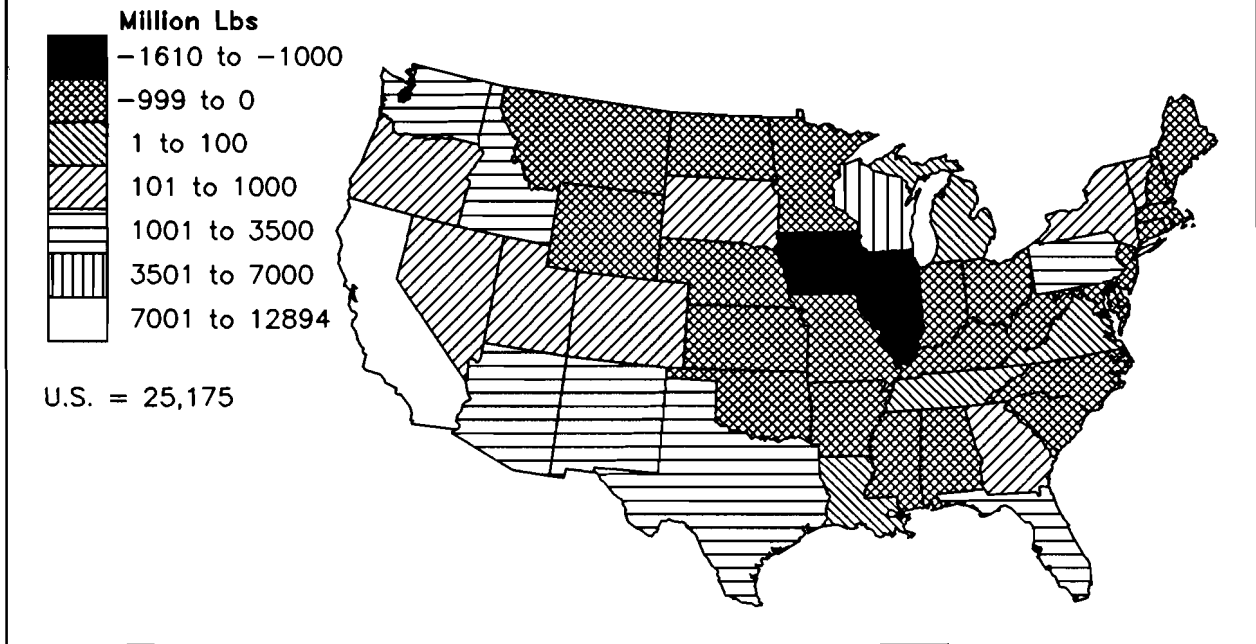 Million Lbs
-1610 to -1000
-999 to 0
1 to 100
101 to 1000
1001 to 3500
3501 to 7000
7001 to 12894
U.S. = 25,175